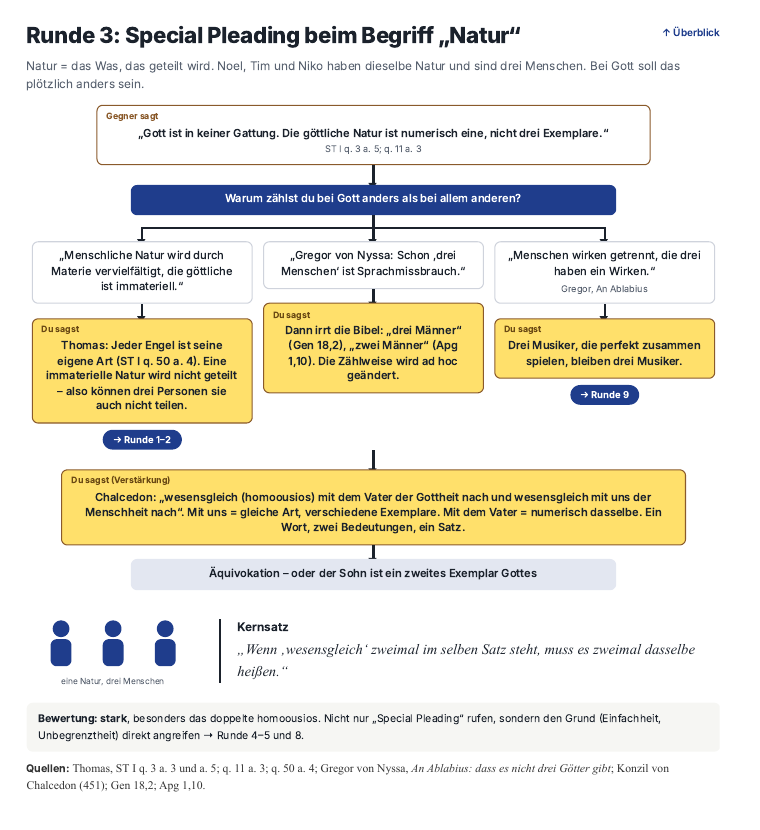 Runde 3: Special Pleading beim Begriff „Natur“
↑ Überblick
Natur = das Was, das geteilt wird. Noel, Tim und Niko haben dieselbe Natur und sind drei Menschen. Bei Gott soll das
plötzlich anders sein.
Gegner sagt
„Gott ist in keiner Gattung. Die göttliche Natur ist numerisch eine, nicht drei Exemplare.“
ST I q. 3 a. 5; q. 11 a. 3
Warum zählst du bei Gott anders als bei allem anderen?
„Menschliche Natur wird durch
Materie vervielfältigt, die göttliche
ist immateriell.“
Du sagst
Thomas: Jeder Engel ist seine
eigene Art (ST I q. 50 a. 4). Eine
immaterielle Natur wird nicht geteilt
– also können drei Personen sie
auch nicht teilen.
→ Runde 1–2
„Gregor von Nyssa: Schon ‚drei
Menschen‘ ist Sprachmissbrauch.“
Du sagst
Dann irrt die Bibel: „drei Männer“
(Gen 18,2), „zwei Männer“ (Apg
1,10). Die Zählweise wird ad hoc
geändert.
„Menschen wirken getrennt, die drei
haben ein Wirken.“
Gregor, An Ablabius
Du sagst
Drei Musiker, die perfekt zusammen
spielen, bleiben drei Musiker.
→ Runde 9
Du sagst (Verstärkung)
Chalcedon: „wesensgleich (homoousios) mit dem Vater der Gottheit nach und wesensgleich mit uns der
Menschheit nach“. Mit uns = gleiche Art, verschiedene Exemplare. Mit dem Vater = numerisch dasselbe. Ein
Wort, zwei Bedeutungen, ein Satz.
Äquivokation – oder der Sohn ist ein zweites Exemplar Gottes
eine Natur, drei Menschen
Kernsatz
„Wenn ‚wesensgleich‘ zweimal im selben Satz steht, muss es zweimal dasselbe
heißen.“
Bewertung: stark, besonders das doppelte homoousios. Nicht nur „Special Pleading“ rufen, sondern den Grund (Einfachheit,
Unbegrenztheit) direkt angreifen → Runde 4–5 und 8.
Quellen: Thomas, ST I q. 3 a. 3 und a. 5; q. 11 a. 3; q. 50 a. 4; Gregor von Nyssa, An Ablabius: dass es nicht drei Götter gibt; Konzil von
Chalcedon (451); Gen 18,2; Apg 1,10.